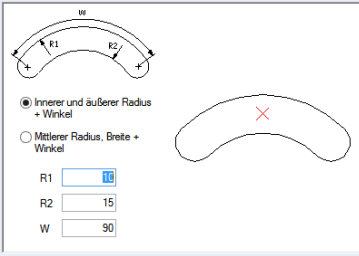 W
R1
R2
Innerer und äußerer Radius
+ Winkel
Mittlerer Radius, Breite +
Winkel
R1 10
R2 15
W 90